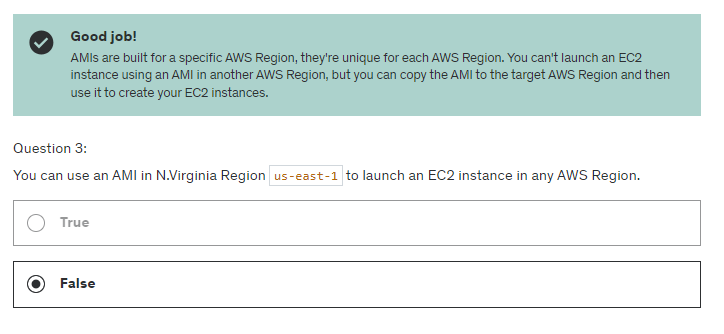 Good job!
AMIs are built for a specific AWS Region, they're unique for each AWS Region. You can't launch an EC2
instance using an AMI in another AWS Region, but you can copy the AMI to the target AWS Region and then
use it to create your EC2 instances.
Question 3:
You can use an AMI in N.Virginia Region us-east-1 to launch an EC2 instance in any AWS Region.
True
False